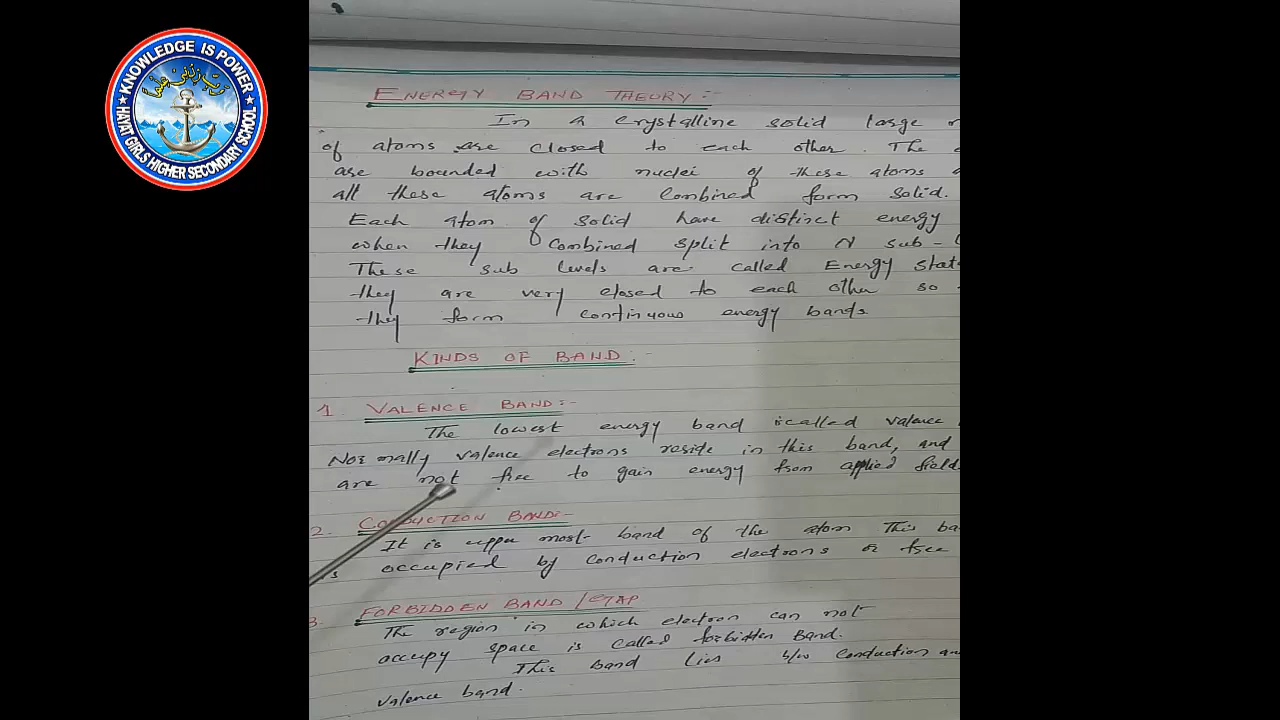 KNOWLEDGE IS POWER
HAYAT GIRLS HIGHER SECONDARY SCHOOL
ENERGY BAND THEORY:-
In a crystalline solid large
of atoms are closed to each other. The
are bounded with nuclei of these atoms
all these atoms are combined form solid.
Each atom of solid have distinct energy
when they combined split into N sub-
These sub levels are called Energy Stat
they are very closed to each other so
they form continuous energy bands.
KINDS OF BAND:-
1. VALENCE BAND:-
The lowest energy band is called valence
Normally valence electrons reside in this band, and
are not free to gain energy from applied field
2. CONDUCTION BAND:-
It is upper most band of the atom This ba
is occupied by conduction electrons or free
3. FORBIDDEN BAND/GAP
The region in which electron can not
occupy space is called forbidden Band.
This band lies b/w conduction an
valence band.